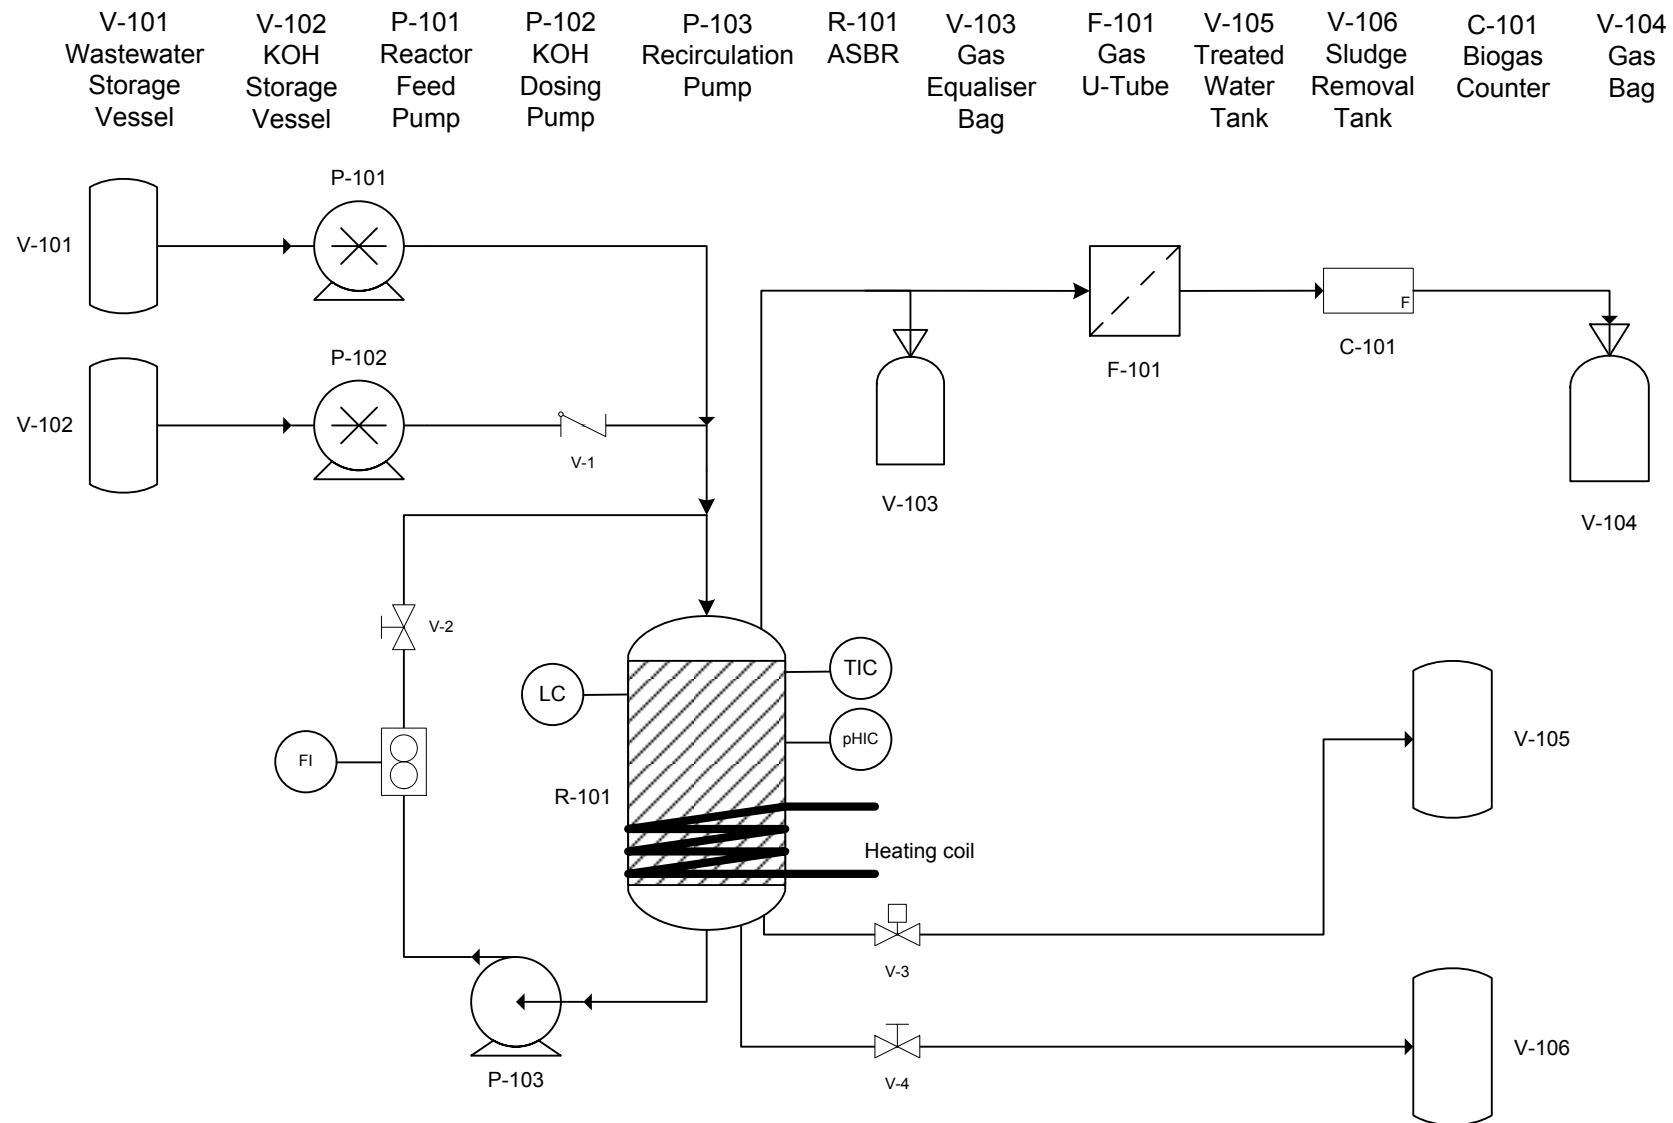 V-101
Wastewater
Storage
Vessel
V-102
KOH
Storage
Vessel
P-101
Reactor
Feed
Pump
P-102
KOH
Dosing
Pump
P-103
Recirculation
Pump
R-101
ASBR
V-103
Gas
Equaliser
Bag
F-101
Gas
U-Tube
V-105
Treated
Water
Tank
V-106
Sludge
Removal
Tank
C-101
Biogas
Counter
V-104
Gas
Bag
P-101
V-101
P-102
V-102
V-1
F
C-101
F-101
V-103
V-104
V-2
LC
TIC
pHIC
FI
R-101
Heating coil
V-105
V-3
V-4
V-106
P-103